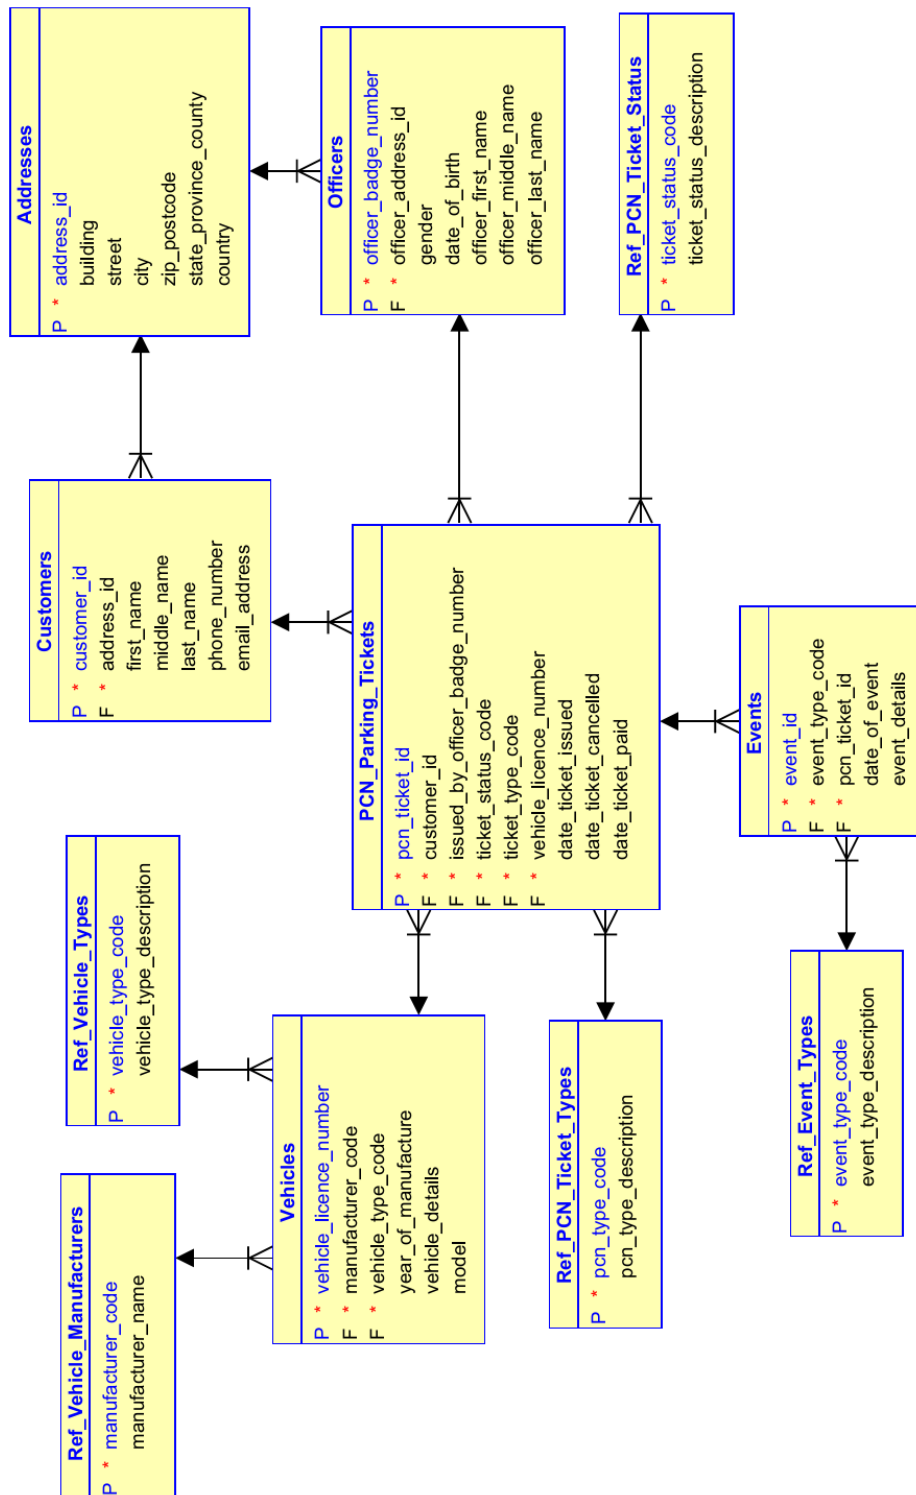 Ref_Vehicle_Manufacturers
P * manufacturer_code
manufacturer_name
Ref_Vehicle_Types
P * vehicle_type_code
vehicle_type_description
Customers
P * customer_id
F * address_id
first_name
middle_name
last_name
phone_number
email_address
Addresses
P * address_id
building
street
city
zip_postcode
state_province_county
country
Vehicles
P * vehicle_licence_number
F * manufacturer_code
F * vehicle_type_code
year_of_manufacture
vehicle_details
model
PCN_Parking_Tickets
P * pcn_ticket_id
F * customer_id
F * issued_by_officer_badge_number
F * ticket_status_code
F * ticket_type_code
F * vehicle_licence_number
date_ticket_issued
date_ticket_cancelled
date_ticket_paid
Officers
P * officer_badge_number
F * officer_address_id
gender
date_of_birth
officer_first_name
officer_middle_name
officer_last_name
Ref_PCN_Ticket_Types
P * pcn_type_code
pcn_type_description
Ref_PCN_Ticket_Status
P * ticket_status_code
ticket_status_description
Ref_Event_Types
P * event_type_code
event_type_description
Events
P * event_id
F * event_type_code
F * pcn_ticket_id
date_of_event
event_details